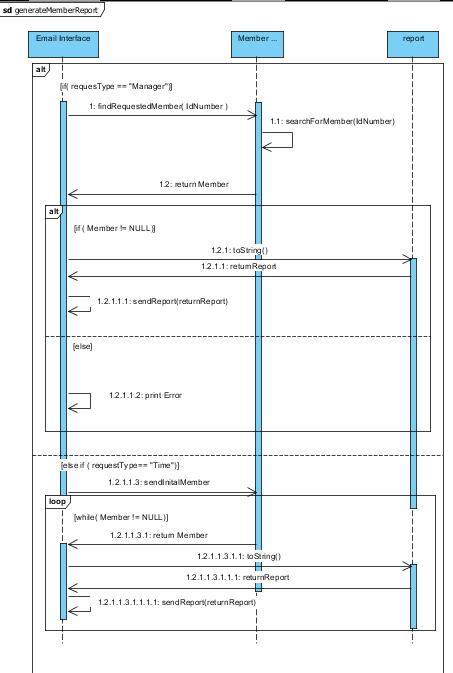 sd generateMemberReport
Email Interface
Member ...
report
alt
[if( requesType == "Manager")]
1: findRequestedMember( IdNumber )
1.1: searchForMember(IdNumber)
1.2: return Member
alt
[if ( Member != NULL)]
1.2.1: toString()
1.2.1.1: returnReport
1.2.1.1.1: sendReport(returnReport)
[else]
1.2.1.1.2: print Error
[else if ( requestType== "Time")]
1.2.1.1.3: sendInitalMember
loop
[while( Member != NULL)]
1.2.1.1.3.1: return Member
1.2.1.1.3.1.1: toString()
1.2.1.1.3.1.1.1: returnReport
1.2.1.1.3.1.1.1.1: sendReport(returnReport)